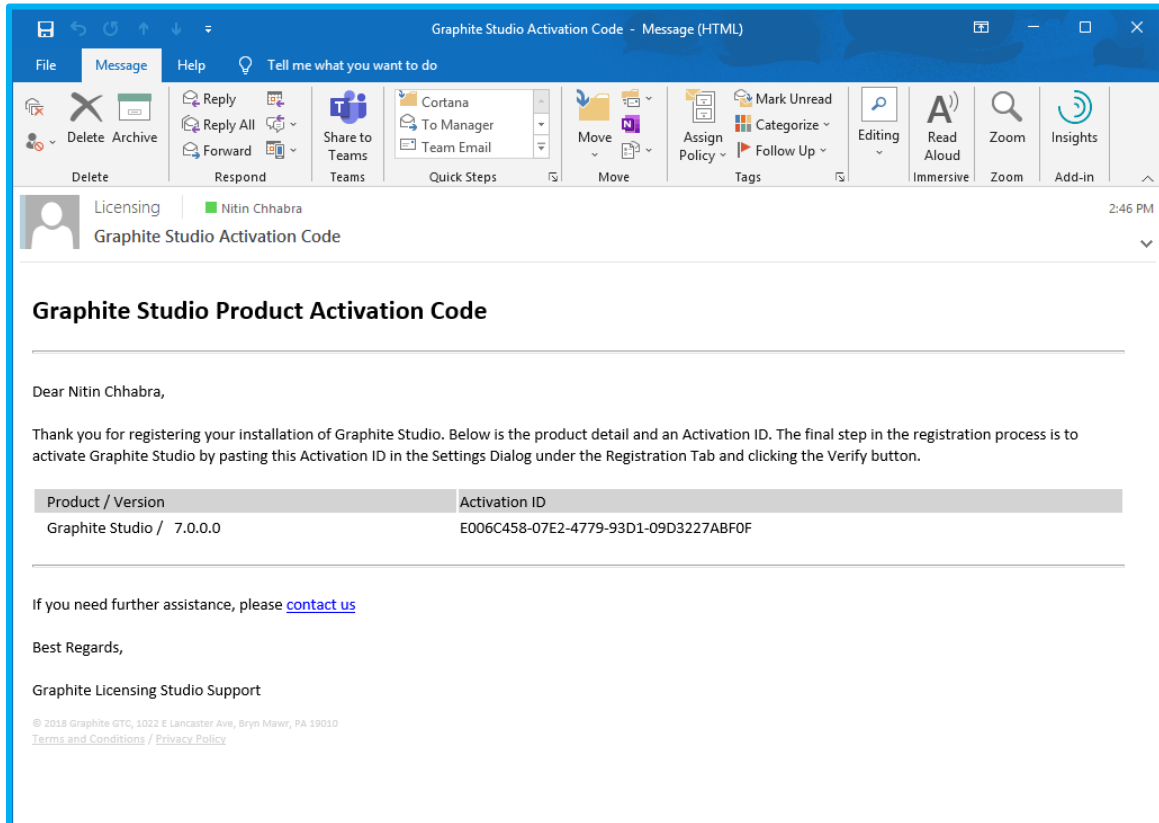 Graphite Studio Activation Code - Message (HTML)
File Message Help Tell me what you want to do
Delete Archive
Reply
Reply All
Forward
Share to Teams
Cortana
To Manager
Team Email
Move
Assign Policy
Mark Unread
Categorize
Follow Up
Editing
Read Aloud
Zoom
Insights
Delete Respond Teams Quick Steps Move Tags Immersive Zoom Add-in
Licensing Nitin Chhabra 2:46 PM
Graphite Studio Activation Code
Graphite Studio Product Activation Code
Dear Nitin Chhabra,
Thank you for registering your installation of Graphite Studio. Below is the product detail and an Activation ID. The final step in the registration process is to
activate Graphite Studio by pasting this Activation ID in the Settings Dialog under the Registration Tab and clicking the Verify button.
Product / Version Activation ID
Graphite Studio / 7.0.0.0 E006C458-07E2-4779-93D1-09D3227ABF0F
If you need further assistance, please contact us
Best Regards,
Graphite Licensing Studio Support
© 2018 Graphite GTC, 1022 E Lancaster Ave, Bryn Mawr, PA 19010
Terms and Conditions / Privacy Policy